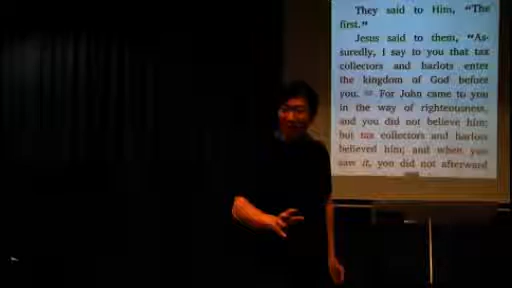 They said to Him, “The
first.”
Jesus said to them, “As-
suredly, I say to you that tax
collectors and harlots enter
the kingdom of God before
you. 32 For John came to you
in the way of righteousness,
and you did not believe him;
but tax collectors and harlots
believed him; and when you
saw it, you did not afterward